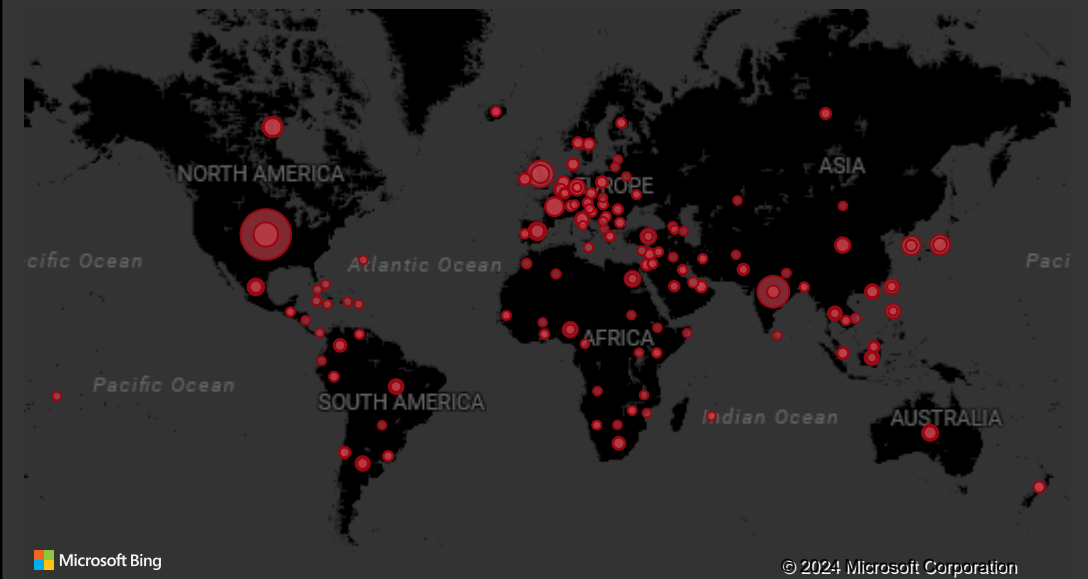 NORTH AMERICA
EUROPE
ASIA
cific Ocean
Atlantic Ocean
Paci
AFRICA
Pacific Ocean
SOUTH AMERICA
Indian Ocean
AUSTRALIA
Microsoft Bing
© 2024 Microsoft Corporation